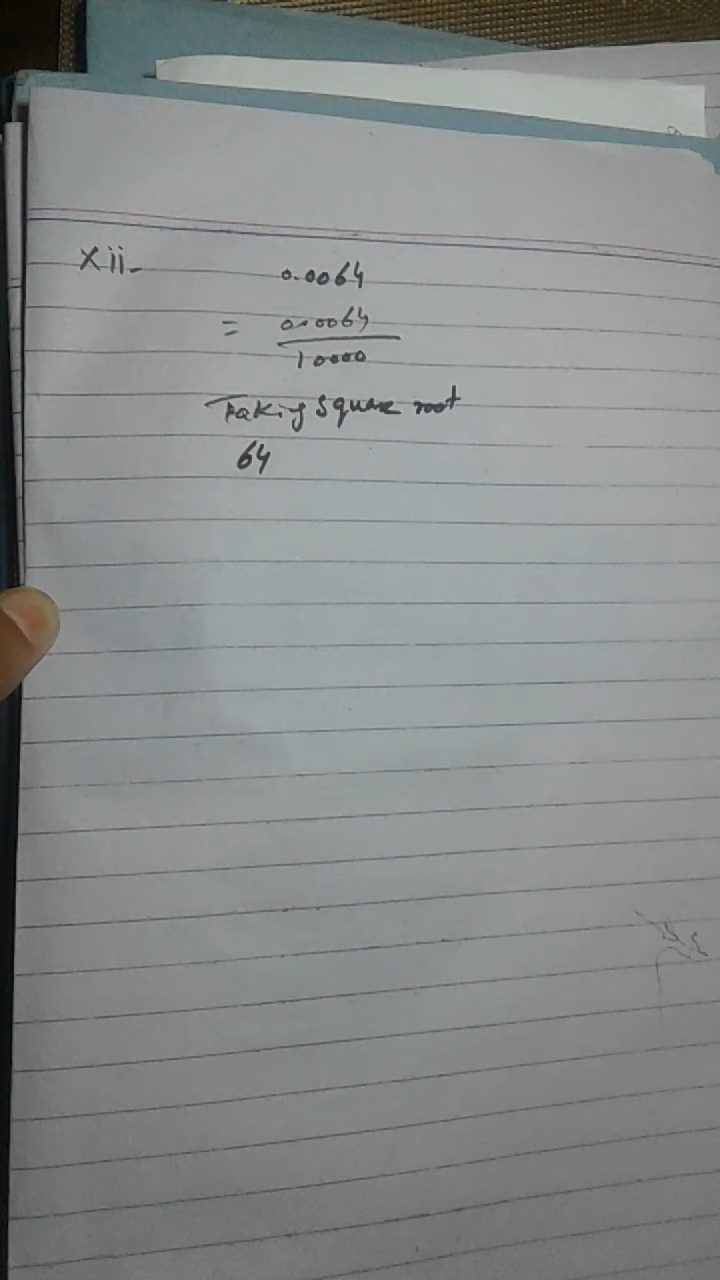 xii- 0.0064
= 0.0064
10000
Taking square root
64